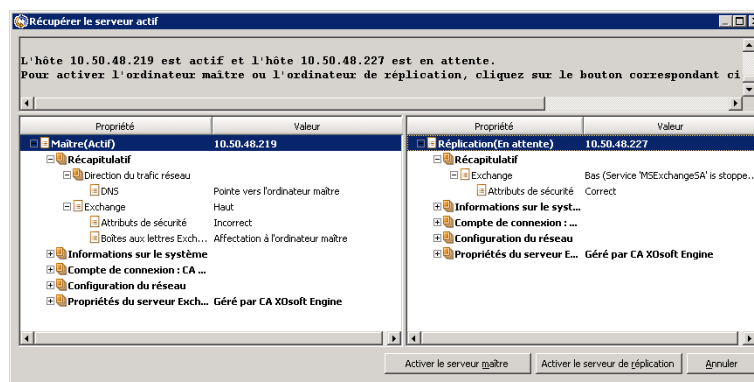 Récupérer le serveur actif
L'hôte 10.50.48.219 est actif et l'hôte 10.50.48.227 est en attente.
Pour activer l'ordinateur maître ou l'ordinateur de réplication, cliquez sur le bouton correspondant ci
Propriété Valeur
Maître(Actif) 10.50.48.219
Récapitulatif
Direction du trafic réseau
DNS Pointe vers l'ordinateur maître
Exchange Haut
Attributs de sécurité Incorrect
Boîtes aux lettres Exch... Affectation à l'ordinateur maître
Informations sur le système
Compte de connexion : CA ...
Configuration du réseau
Propriétés du serveur Exch... Géré par CA XOsoft Engine
Propriété Valeur
Réplication(En attente) 10.50.48.227
Récapitulatif
Exchange Bas (Service 'MSExchangeSA' is stoppe...
Attributs de sécurité Correct
Informations sur le syst...
Compte de connexion : ...
Configuration du réseau
Propriétés du serveur E... Géré par CA XOsoft Engine
Activer le serveur maître Activer le serveur de réplication Annuler